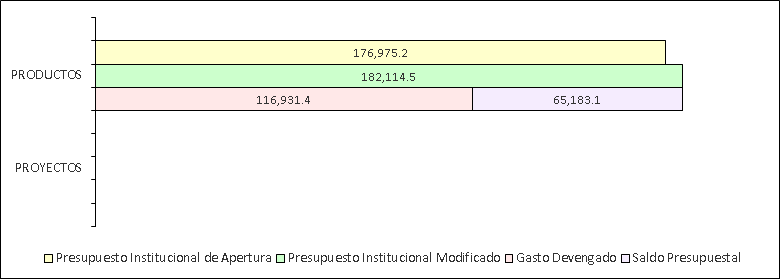 176,975.2
PRODUCTOS
182,114.5
116,931.4 65,183.1
PROYECTOS
Presupuesto Institucional de Apertura Presupuesto Institucional Modificado Gasto Devengado Saldo Presupuestal